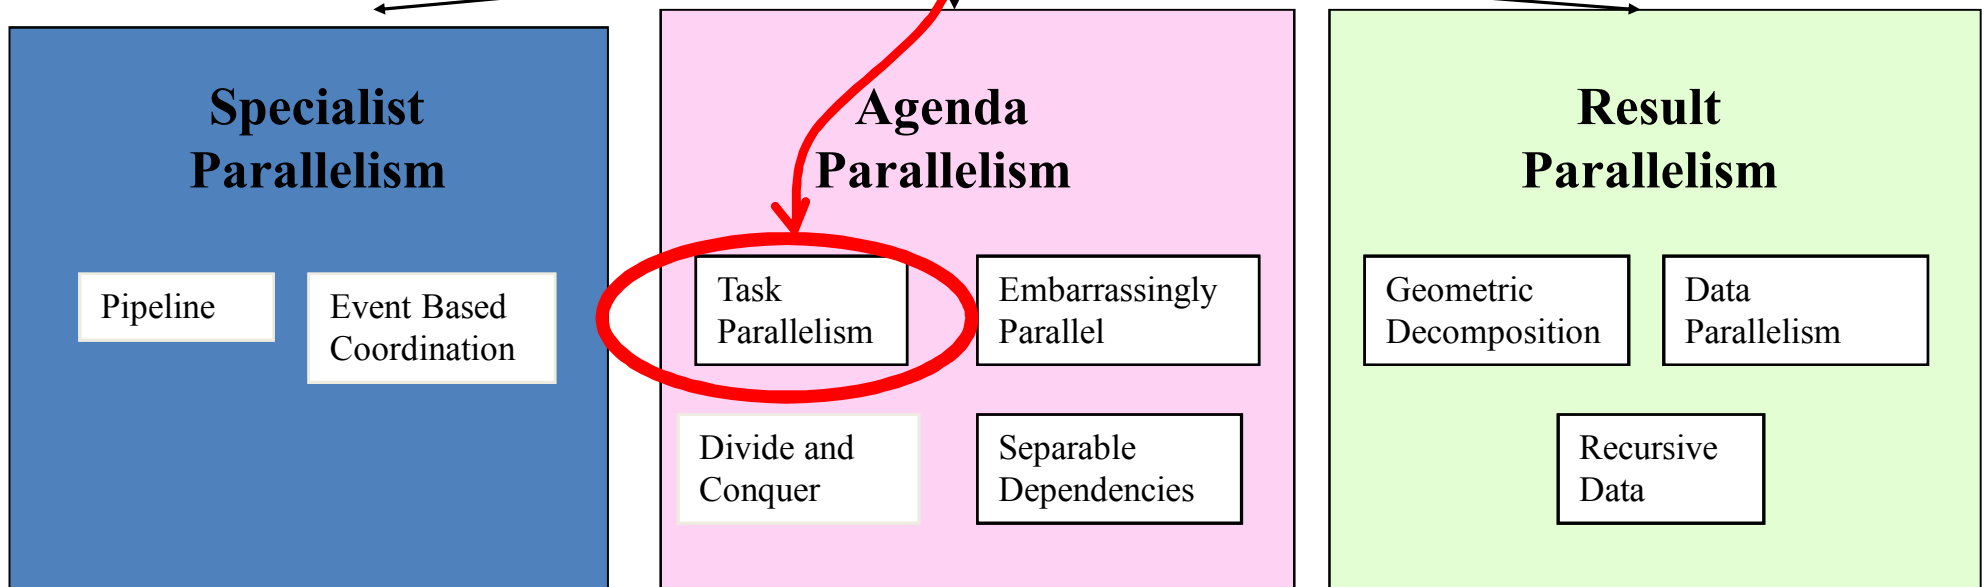 Specialist
Parallelism
Pipeline
Event Based
Coordination
Agenda
Parallelism
Task
Parallelism
Embarrassingly
Parallel
Divide and
Conquer
Separable
Dependencies
Result
Parallelism
Geometric
Decomposition
Data
Parallelism
Recursive
Data